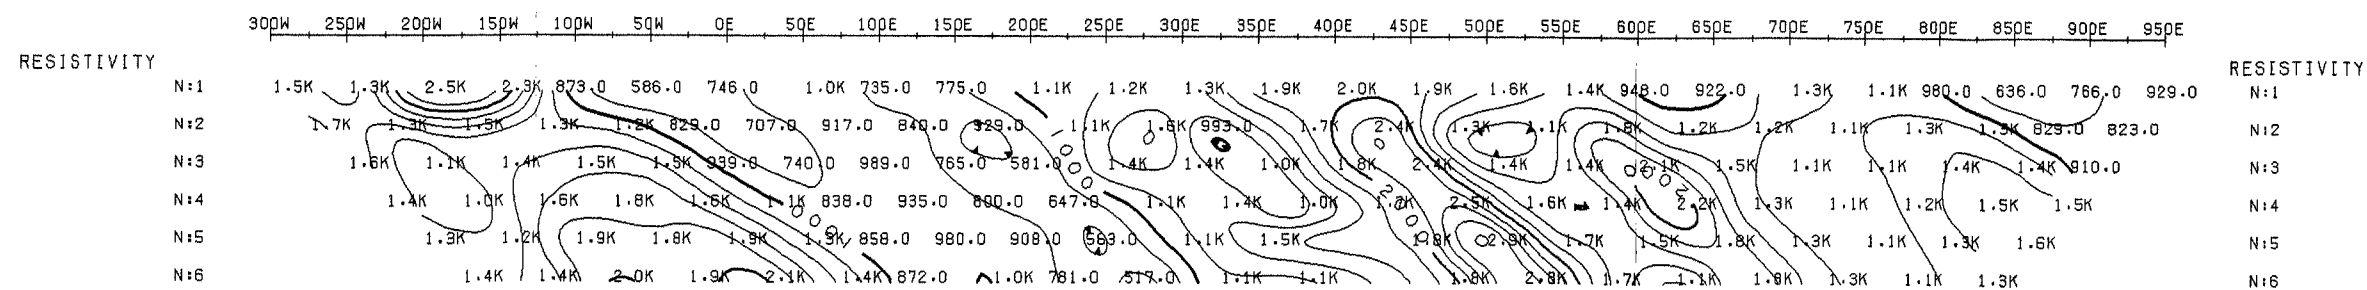 300W 250W 200W 150W 100W 50W 0E 50E 100E 150E 200E 250E 300E 350E 400E 450E 500E 550E 600E 650E 700E 750E 800E 850E 900E 950E
RESISTIVITY RESISTIVITY
N:1 1.5K 1.3K 2.5K 2.3K 873.0 586.0 746.0 1.0K 735.0 775.0 1.1K 1.2K 1.3K 1.9K 2.0K 1.9K 1.6K 1.4K 948.0 922.0 1.3K 1.1K 980.0 636.0 766.0 929.0 N:1
N:2 1.7K 1.3K 1.5K 1.3K 1.2K 829.0 707.0 917.0 840.0 929.0 1.1K 1.6K 993.0 1.7K 2.4K 1.3K 1.1K 1.8K 1.2K 1.2K 1.1K 1.3K 1.3K 829.0 823.0 N:2
N:3 1.6K 1.1K 1.4K 1.5K 1.5K 939.0 740.0 989.0 765.0 581.0 1.4K 1.4K 1.0K 1.8K 2.4K 1.4K 1.4K 2.1K 1.5K 1.1K 1.1K 1.4K 1.4K 910.0 N:3
N:4 1.4K 1.0K 1.6K 1.8K 1.6K 1.1K 838.0 935.0 800.0 647.0 1.1K 1.4K 1.0K 1.7K 2.5K 1.6K 1.4K 2.2K 1.3K 1.1K 1.2K 1.5K 1.5K N:4
N:5 1.3K 1.2K 1.9K 1.8K 1.9K 1.3K 858.0 980.0 908.0 583.0 1.1K 1.5K 1.8K 2.9K 1.7K 1.5K 1.8K 1.3K 1.1K 1.3K 1.6K N:5
N:6 1.4K 1.4K 2.0K 1.9K 2.1K 1.4K 872.0 1.0K 781.0 517.0 1.1K 1.1K 1.8K 2.8K 1.7K 1.1K 1.9K 1.3K 1.1K 1.3K N:6